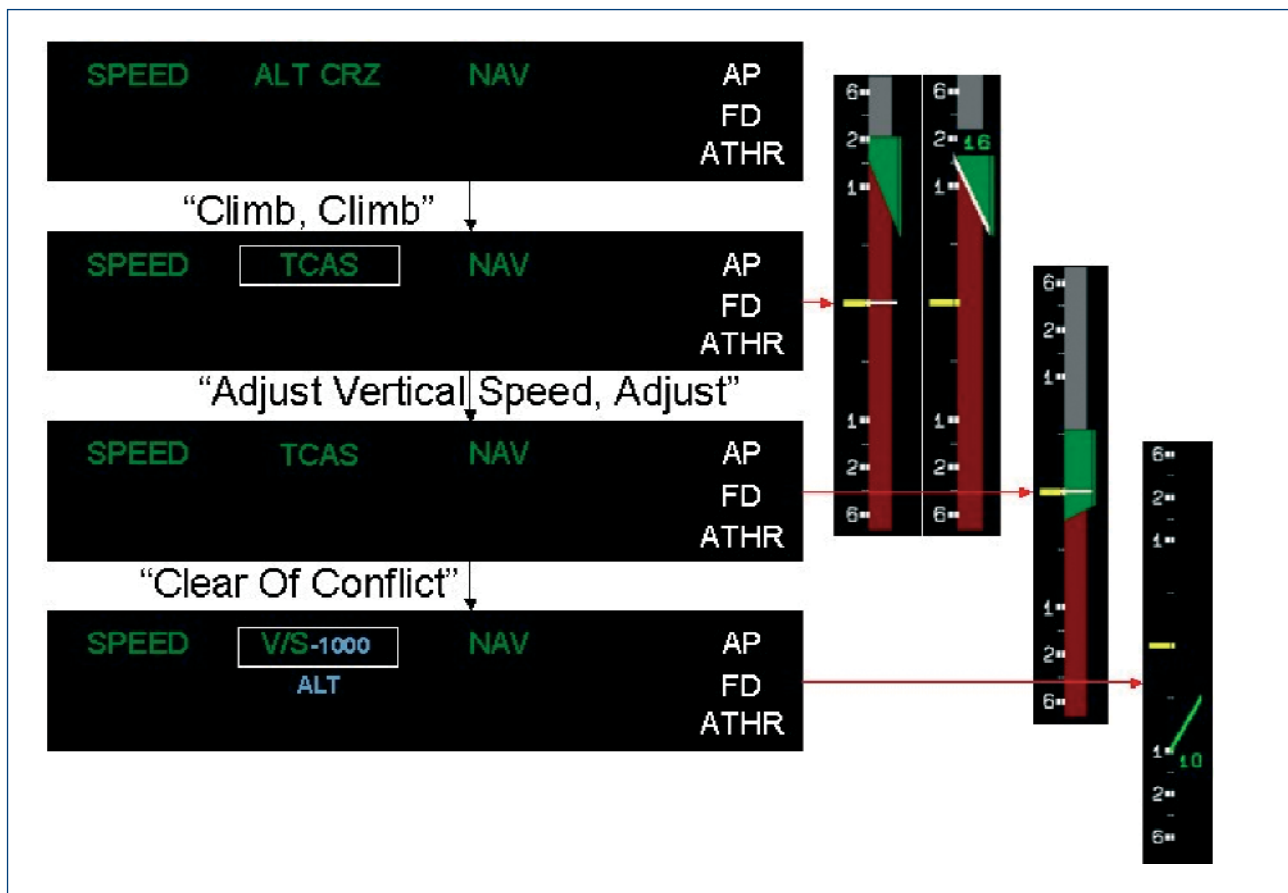 SPEED ALT CRZ NAV AP
FD
ATHR
“Climb, Climb”
SPEED TCAS NAV AP
FD
ATHR
“Adjust Vertical Speed, Adjust”
SPEED TCAS NAV AP
FD
ATHR
“Clear Of Conflict”
SPEED V/S-1000 NAV AP
ALT FD
ATHR
6
2
1
1
2
6
6
2
16
1
1
2
6
6
2
1
1
2
6
6
2
1
1
10
2
6